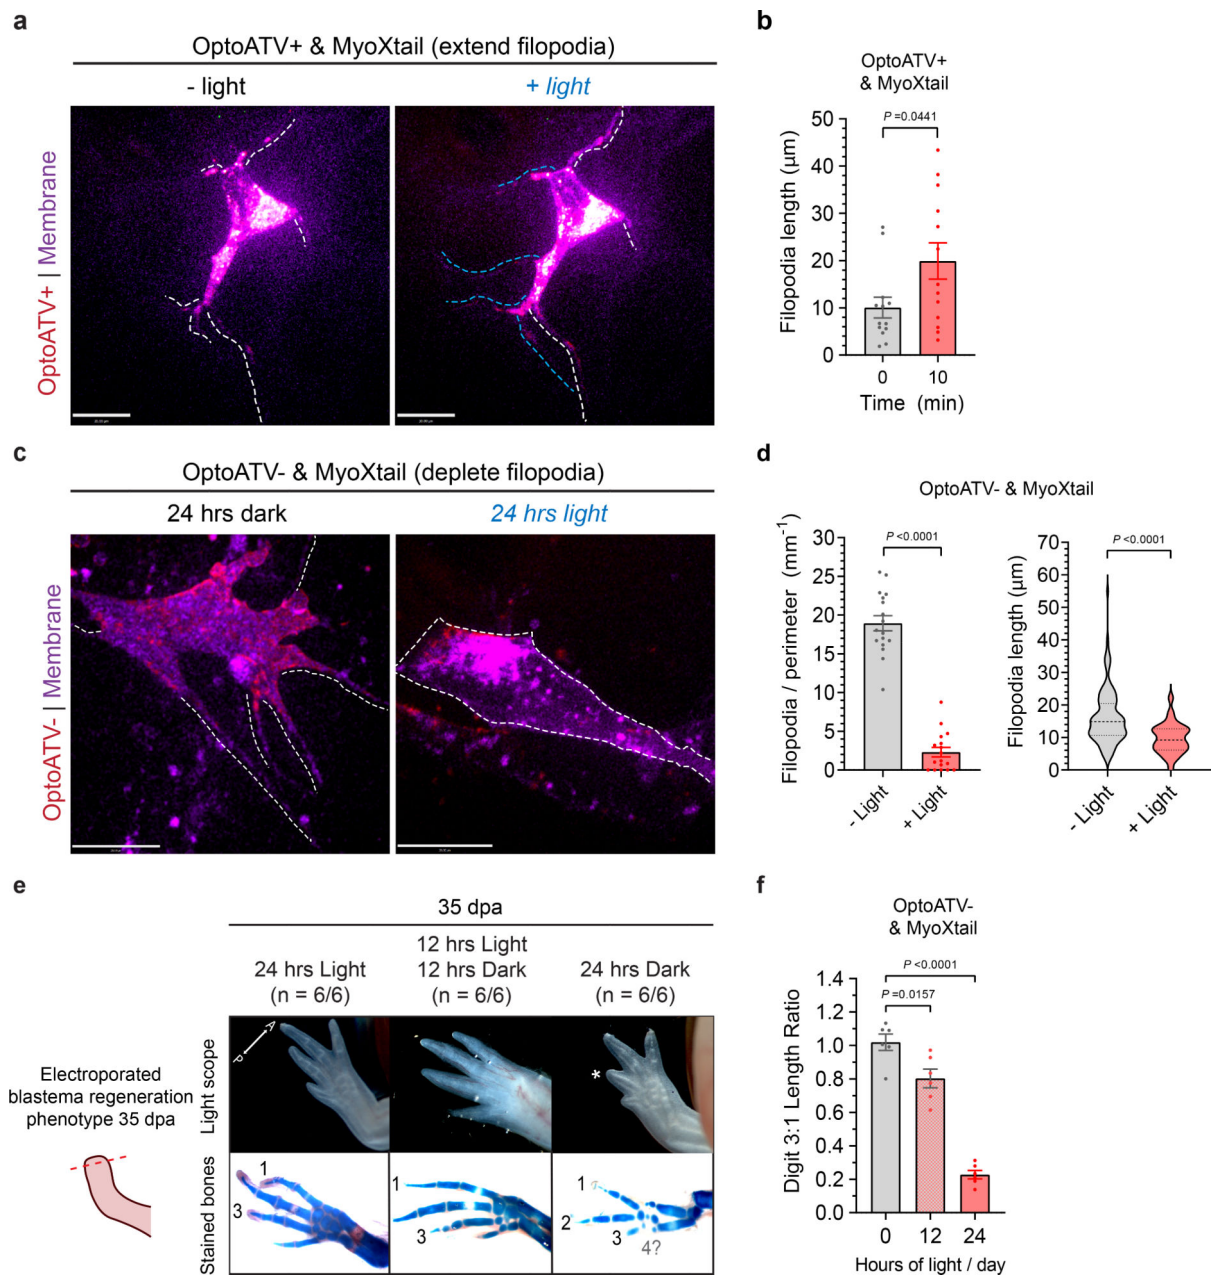 a
OptoATV+ & MyoXtail (extend filopodia)
- light
+ light
OptoATV+ | Membrane
b
OptoATV+
& MyoXtail
P =0.0441
Filopodia length (μm)
50
40
30
20
10
0
0
10
Time (min)
c
OptoATV- & MyoXtail (deplete filopodia)
24 hrs dark
24 hrs light
OptoATV- | Membrane
d
OptoATV- & MyoXtail
P <0.0001
Filopodia / perimeter (mm⁻¹)
30
25
20
15
10
5
0
- Light
+ Light
P <0.0001
Filopodia length (μm)
70
60
50
40
30
20
10
0
- Light
+ Light
e
35 dpa
24 hrs Light
(n = 6/6)
12 hrs Light
12 hrs Dark
(n = 6/6)
24 hrs Dark
(n = 6/6)
Electroporated
blastema regeneration
phenotype 35 dpa
Light scope
A
P
*
Stained bones
1
3
1
3
1
2
3
4?
f
OptoATV-
& MyoXtail
P <0.0001
P =0.0157
Digit 3:1 Length Ratio
1.4
1.2
1.0
0.8
0.6
0.4
0.2
0.0
0
12
24
Hours of light / day